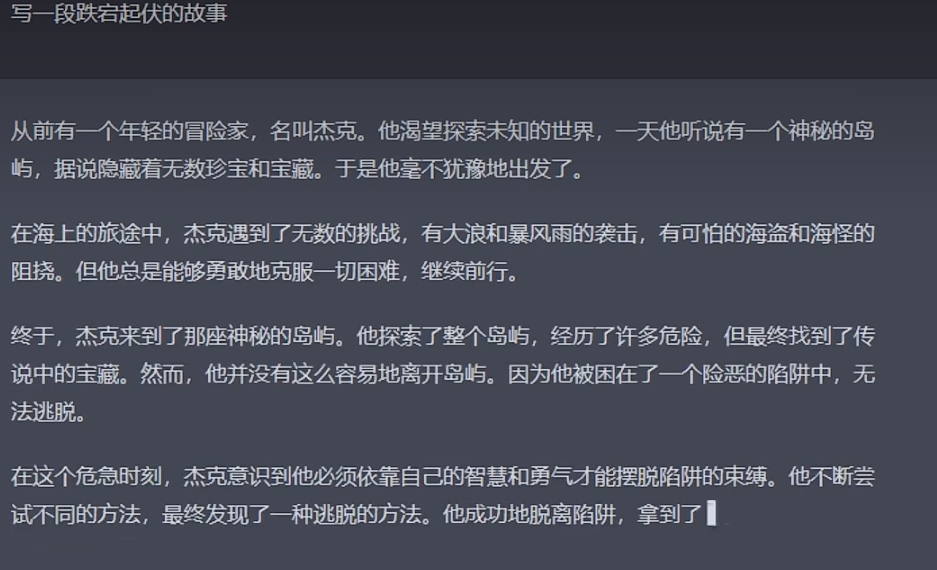 写一段跌宕起伏的故事
从前有一个年轻的冒险家，名叫杰克。他渴望探索未知的世界，一天他听说有一个神秘的岛
屿，据说隐藏着无数珍宝和宝藏。于是他毫不犹豫地出发了。
在海上的旅途中，杰克遇到了无数的挑战，有大浪和暴风雨的袭击，有可怕的海盗和海怪的
阻挠。但他总是能够勇敢地克服一切困难，继续前行。
终于，杰克来到了那座神秘的岛屿。他探索了整个岛屿，经历了许多危险，但最终找到了传
说中的宝藏。然而，他并没有这么容易地离开岛屿。因为他被困在了一个险恶的陷阱中，无
法逃脱。
在这个危急时刻，杰克意识到他必须依靠自己的智慧和勇气才能摆脱陷阱的束缚。他不断尝
试不同的方法，最终发现了一种逃脱的方法。他成功地脱离陷阱，拿到了